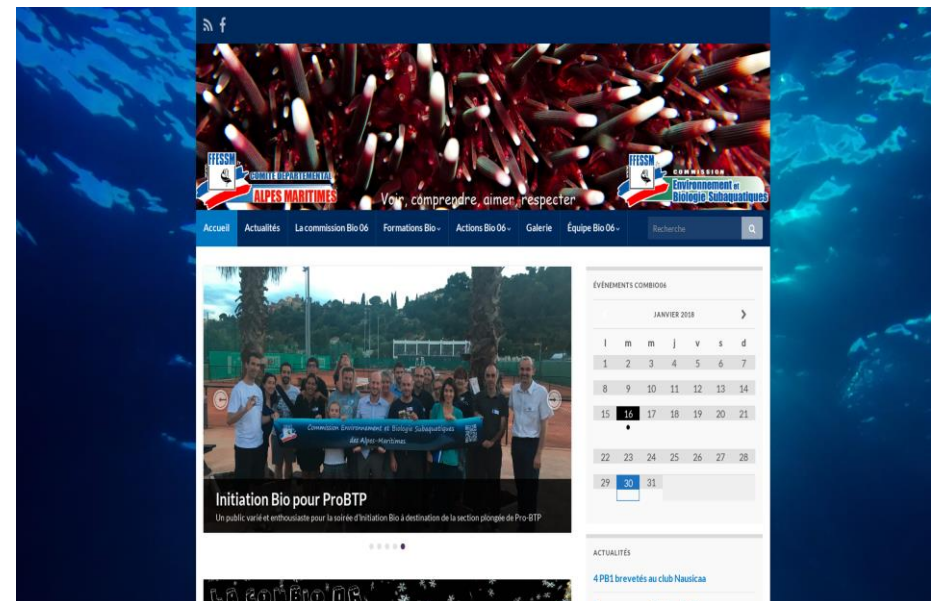 FFESSM
COMITÉ DÉPARTEMENTAL
ALPES MARITIMES
Voir, comprendre, aimer, respecter
FFESSM
COMMISSION
Environnement et
Biologie Subaquatiques
Accueil Actualités La commission Bio 06 Formations Bio Actions Bio 06 Galerie Équipe Bio 06 Recherche
Commission Environnement et Biologie Subaquatiques
des Alpes-Maritimes
Initiation Bio pour ProBTP
Un public varié et enthousiaste pour la soirée d'Initiation Bio à destination de la section plongée de Pro-BTP
LA COMBIO 06
ÉVÉNEMENTS COMBIO06
JANVIER 2018
l m m j v s d
1 2 3 4 5 6 7
8 9 10 11 12 13 14
15 16 17 18 19 20 21
22 23 24 25 26 27 28
29 30 31
ACTUALITÉS
4 PB1 brevetés au club Nausicaa